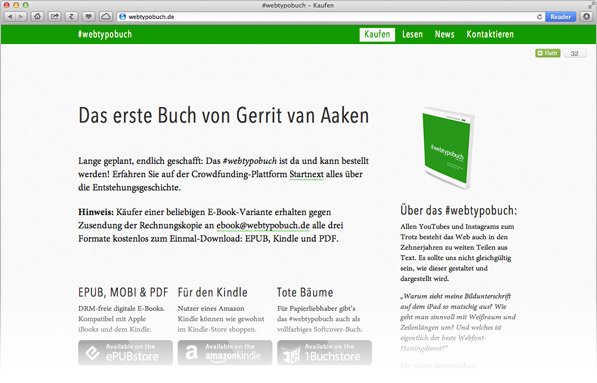 #webtypobuch – Kaufen
webtypobuch.de
Reader
#webtypobuch
Kaufen Lesen News Kontaktieren
Flattr 32
Das erste Buch von Gerrit van Aaken
Lange geplant, endlich geschafft: Das #webtypobuch ist da und kann bestellt
werden! Erfahren Sie auf der Crowdfunding-Plattform Startnext alles über
die Entstehungsgeschichte.
Hinweis: Käufer einer beliebigen E-Book-Variante erhalten gegen
Zusendung der Rechnungskopie an ebook@webtypobuch.de alle drei
Formate kostenlos zum Einmal-Download: EPUB, Kindle und PDF.
EPUB, MOBI & PDF
DRM-freie digitale E-Books.
Kompatibel mit Apple
iBooks und dem Kindle.
Available on the
ePUBstore
Für den Kindle
Nutzer eines Amazon
Kindle können wie gewohnt
im Kindle-Store shoppen.
Available on the
amazonkindle
Tote Bäume
Für Papierliebhaber gibt's
das #webtypobuch auch als
vollfarbiges Softcover-Buch.
Available on the
1Buchstore
#webtypobuch
Über das #webtypobuch:
Allen YouTubes und Instagrams zum
Trotz besteht das Web auch in den
Zehnerjahren zu weiten Teilen aus
Text. Es sollte uns nicht gleichgültig
sein, wie dieser gestaltet und
dargestellt wird.
„Warum sieht meine Bildunterschrift
auf dem iPad so matschig aus? Wie
geht man sinnvoll mit Weißraum und
Zeilenlängen um? Und welches ist
eigentlich der beste Webfont-
Hostingdienst?“